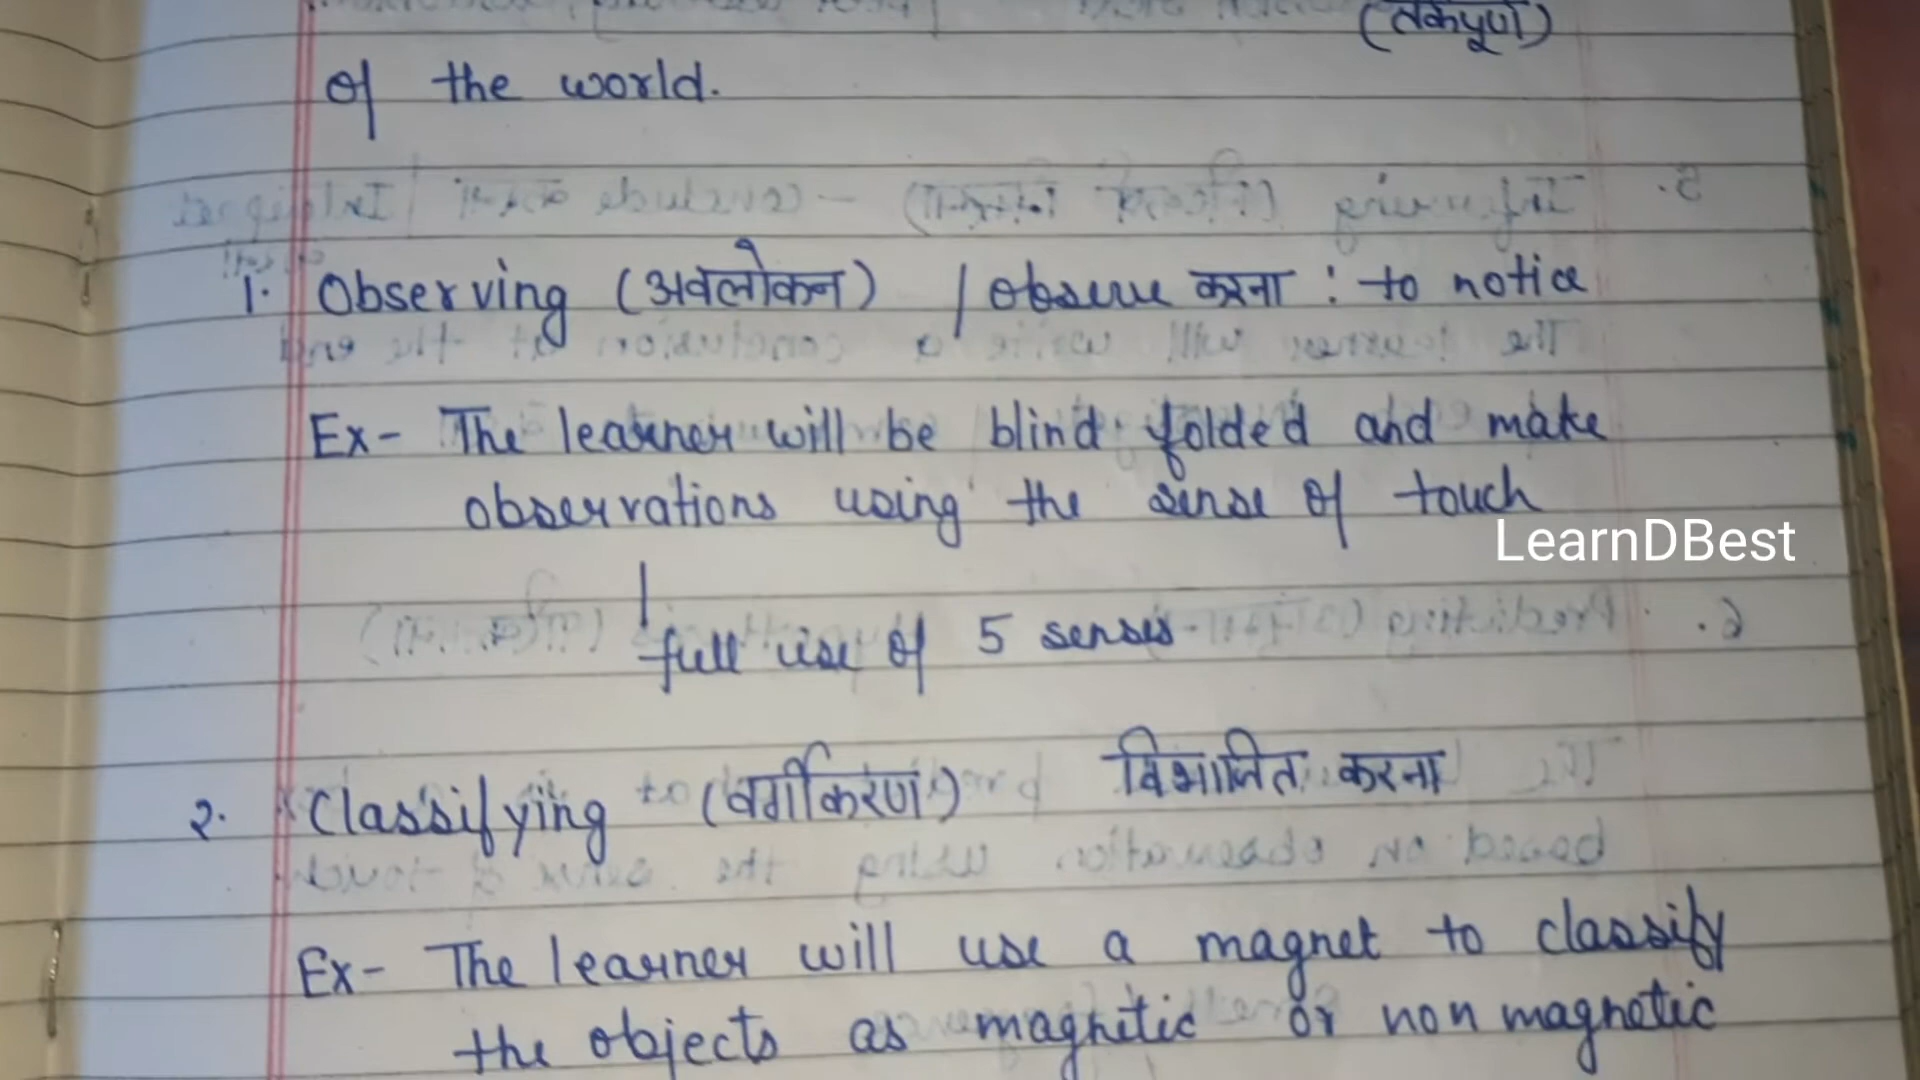 (तर्कपूर्ण)
of the world.
1. Observing (अवलोकन) / observe करना : to notice
Ex- The learner will be blind folded and make
observations using the sense of touch
LearnDBest
full use of 5 senses
2. Classifying (वर्गीकरण) विभाजित करना
Ex- The learner will use a magnet to classify
the objects as magnetic or non magnetic